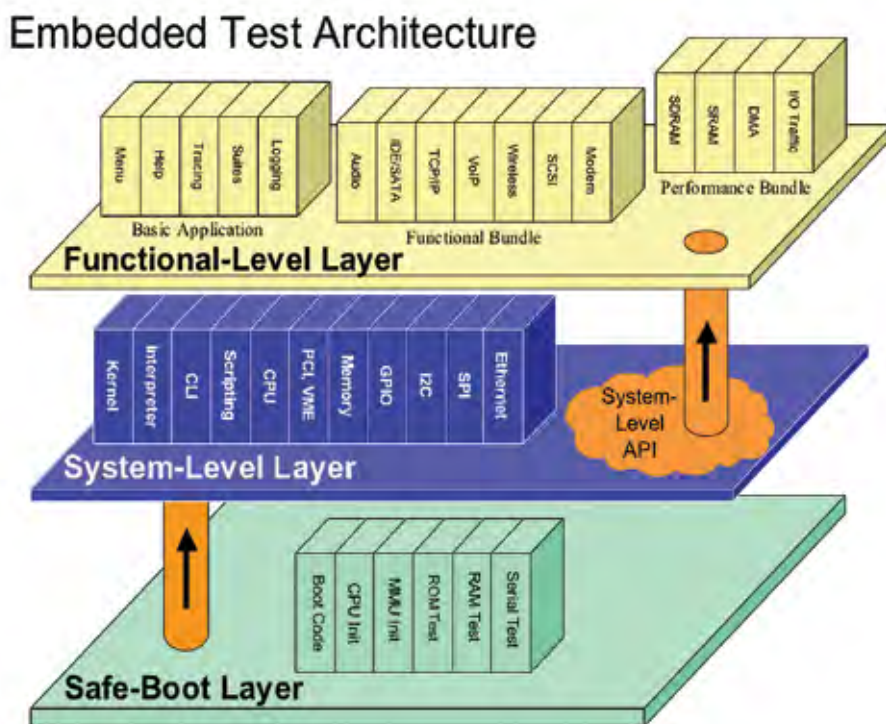 Embedded Test Architecture
Menu
Help
Tracing
Suites
Logging
Basic Application
Audio
IDE/SATA
TCP/IP
VoIP
Wireless
SCSI
Modem
Functional Bundle
SDRAM
SRAM
DMA
I/O Traffic
Performance Bundle
Functional-Level Layer
Kernel
Interpreter
CLI
Scripting
CPU
PCI, VME
Memory
GPIO
I2C
SPI
Ethernet
System-
Level
API
System-Level Layer
Boot Code
CPU Init
MMU Init
ROM Test
RAM Test
Serial Test
Safe-Boot Layer